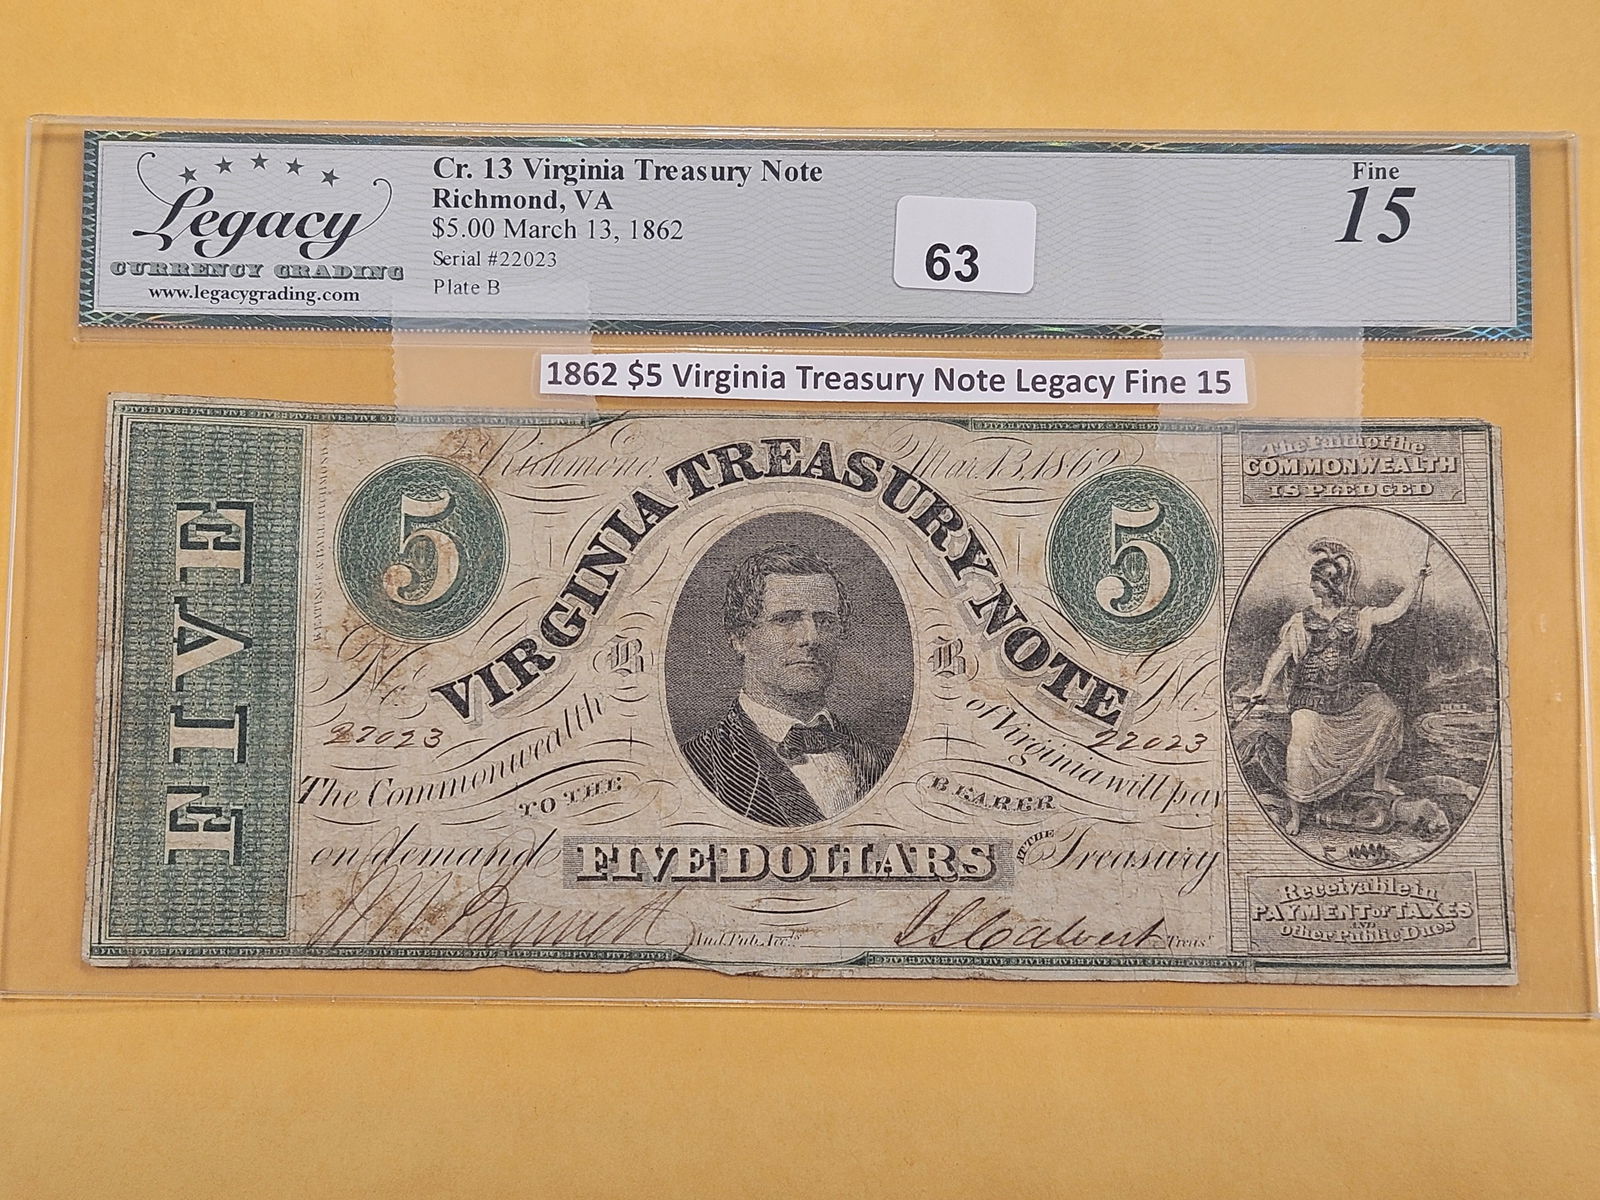 Legacy
CURRENCY GRADING
www.legacygrading.com
Cr. 13 Virginia Treasury Note
Richmond, VA
$5.00 March 13, 1862
Serial #22023
Plate B
63
Fine
15
1862 $5 Virginia Treasury Note Legacy Fine 15
FIVE
Richmond, Mar. 13, 1862
5
5
VIRGINIA TREASURY NOTE
B
B
No.
No.
22023
22023
The Commonwealth of Virginia will pay
TO THE BEARER
on demand FIVE DOLLARS AT THE Treasury
Aud. Pub. Acc.ts
J S Calvert Treas.r
The Faith of the
COMMONWEALTH
IS PLEDGED
Receivable in
PAYMENT OF TAXES
AND
other Public Dues